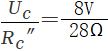 U_c / R_c″ = 8V / 28Ω